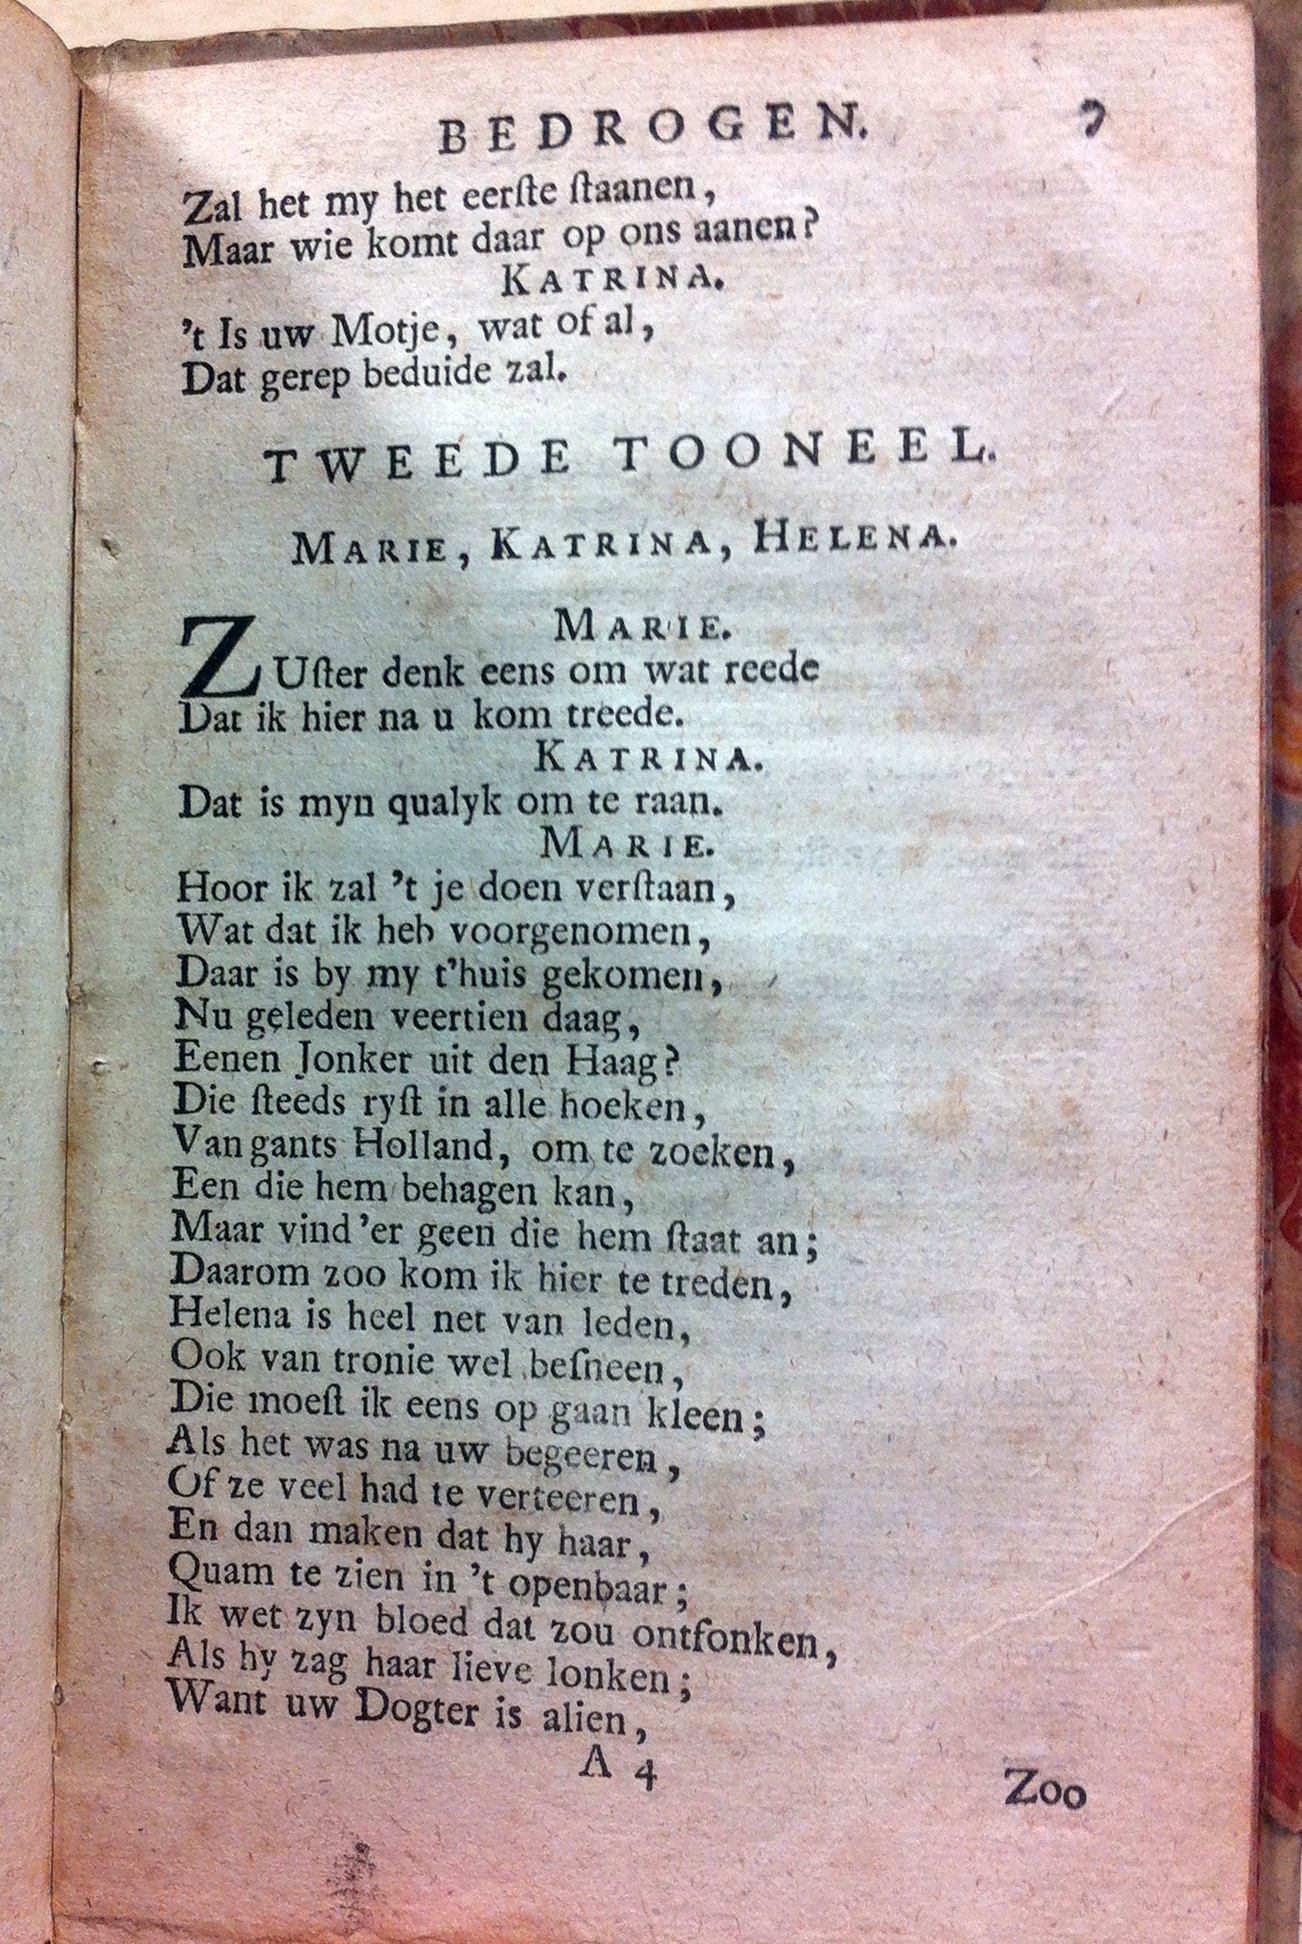 BEDROGEN. 7
Zal het my het eerſte ſtaanen,
Maar wie komt daar op ons aanen?
KATRINA.
’t Is uw Motje, wat of al,
Dat gerep beduide zal.
TWEEDE TOONEEL.
MARIE, KATRINA, HELENA.
MARIE.
ZUſter denk eens om wat reede
Dat ik hier na u kom treede.
KATRINA.
Dat is myn qualyk om te raan.
MARIE.
Hoor ik zal ’t je doen verſtaan,
Wat dat ik heb voorgenomen,
Daar is by my t’huis gekomen,
Nu geleden veertien daag,
Eenen Jonker uit den Haag?
Die ſteeds ryſt in alle hoeken,
Van gants Holland, om te zoeken,
Een die hem behagen kan,
Maar vind ’er geen die hem ſtaat an;
Daarom zoo kom ik hier te treden,
Helena is heel net van leden,
Ook van tronie wel beſneen,
Die moeſt ik eens op gaan kleen;
Als het was na uw begeeren,
Of ze veel had te verteeren,
En dan maken dat hy haar,
Quam te zien in ’t openbaar;
Ik wet zyn bloed dat zou ontfonken,
Als hy zag haar lieve lonken;
Want uw Dogter is alien,
A 4
Zoo